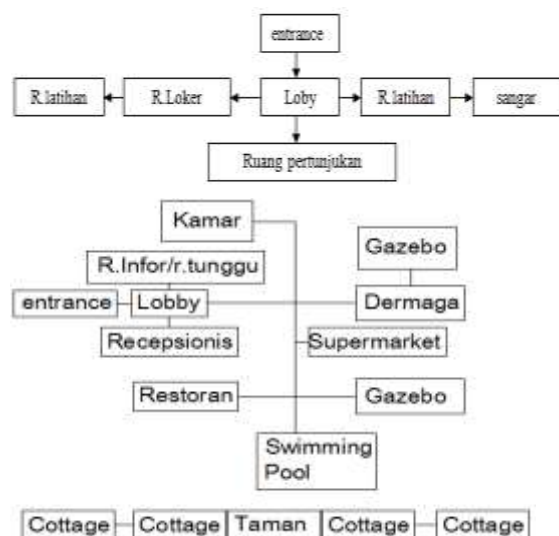 entrance
R.latihan R.Loker Loby R.latihan sangar
Ruang pertunjukan
Kamar
Gazebo
R.Infor/r.tunggu
entrance Lobby Dermaga
Recepsionis Supermarket
Restoran Gazebo
Swimming
Pool
Cottage Cottage Taman Cottage Cottage